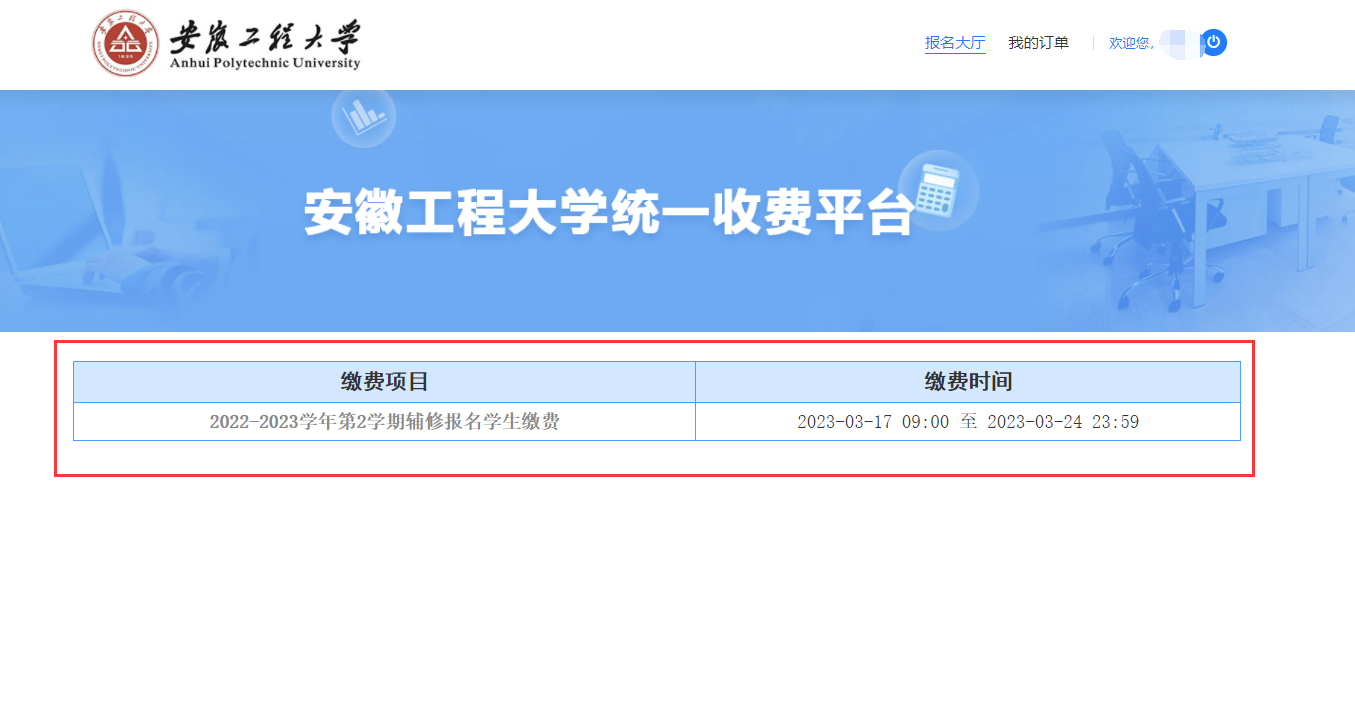 安徽工程大学
Anhui Polytechnic University
报名大厅 我的订单 欢迎您,
安徽工程大学统一收费平台
缴费项目 缴费时间
2022-2023学年第2学期辅修报名学生缴费 2023-03-17 09:00 至 2023-03-24 23:59